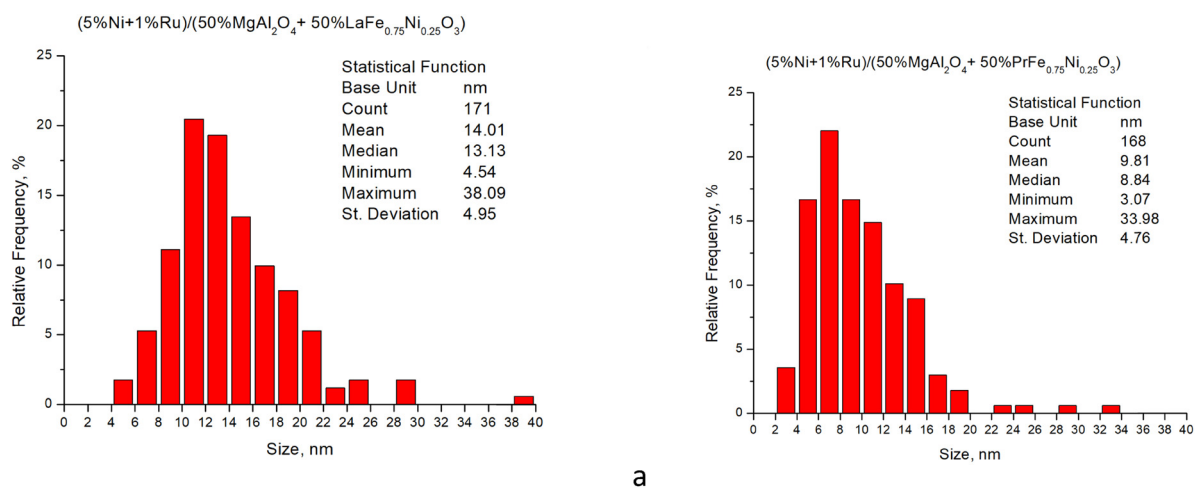 (5%Ni+1%Ru)/(50%MgAl₂O₄+ 50%LaFe₀.₇₅Ni₀.₂₅O₃)
25
20
15
10
5
0
Relative Frequency, %
Statistical Function
Base Unit nm
Count 171
Mean 14.01
Median 13.13
Minimum 4.54
Maximum 38.09
St. Deviation 4.95
0 2 4 6 8 10 12 14 16 18 20 22 24 26 28 30 32 34 36 38 40
Size, nm
(5%Ni+1%Ru)/(50%MgAl₂O₄+ 50%PrFe₀.₇₅Ni₀.₂₅O₃)
25
20
15
10
5
0
Relative Frequency, %
Statistical Function
Base Unit nm
Count 168
Mean 9.81
Median 8.84
Minimum 3.07
Maximum 33.98
St. Deviation 4.76
0 2 4 6 8 10 12 14 16 18 20 22 24 26 28 30 32 34 36 38 40
Size, nm
a